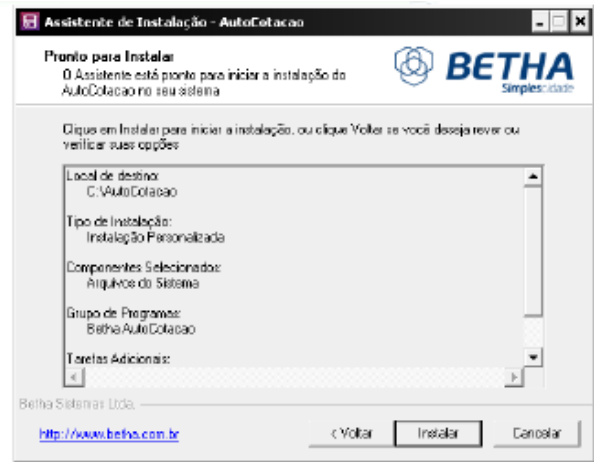 Assistente de Instalação - AutoCotacao
Pronto para Instalar
O Assistente está pronto para iniciar a instalação do
AutoCotacao no seu sistema
BETHA
Simplescidade
Clique em Instalar para iniciar a instalação, ou clique Voltar se você deseja rever ou
verificar suas opções
Local de destino:
C:\AutoCotacao
Tipo de Instalação:
Instalação Personalizada
Componentes Selecionados:
Arquivos do Sistema
Grupo de Programas:
Betha AutoCotacao
Tarefas Adicionais:
Betha Sistemas Ltda.
http://www.betha.com.br
< Voltar
Instalar
Cancelar